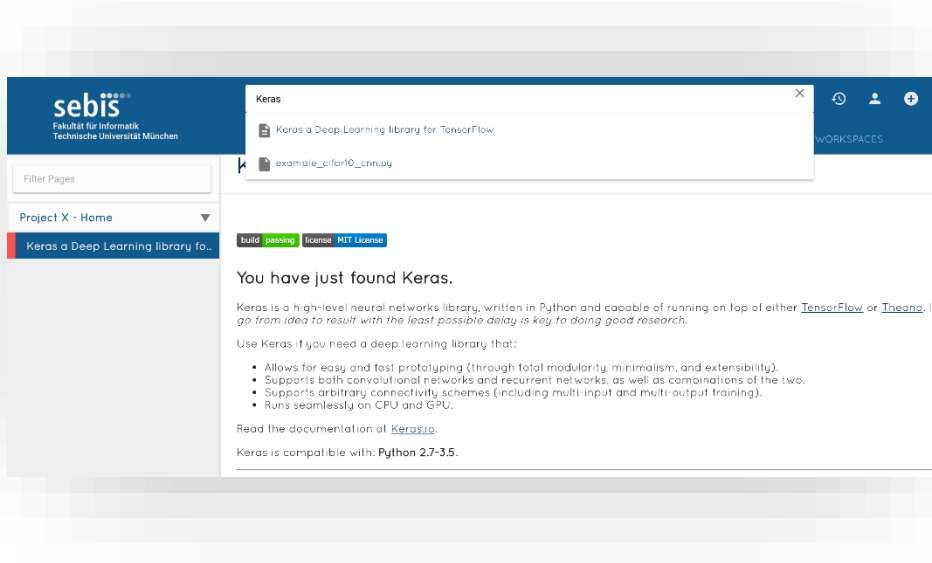 sebis
Fakultät für Informatik
Technische Universität München
Keras
Keras a Deep Learning library for TensorFlow
example_cifar10_cnn.py
WORKSPACES
Filter Pages
Project X - Home
Keras a Deep Learning library fo..
build passing license MIT License
You have just found Keras.
Keras is a high-level neural networks library, written in Python and capable of running on top of either TensorFlow or Theano.
go from idea to result with the least possible delay is key to doing good research.
Use Keras if you need a deep learning library that:
• Allows for easy and fast prototyping (through total modularity, minimalism, and extensibility).
• Supports both convolutional networks and recurrent networks, as well as combinations of the two.
• Supports arbitrary connectivity schemes (including multi-input and multi-output training).
• Runs seamlessly on CPU and GPU.
Read the documentation at Keras.io.
Keras is compatible with: Python 2.7-3.5.